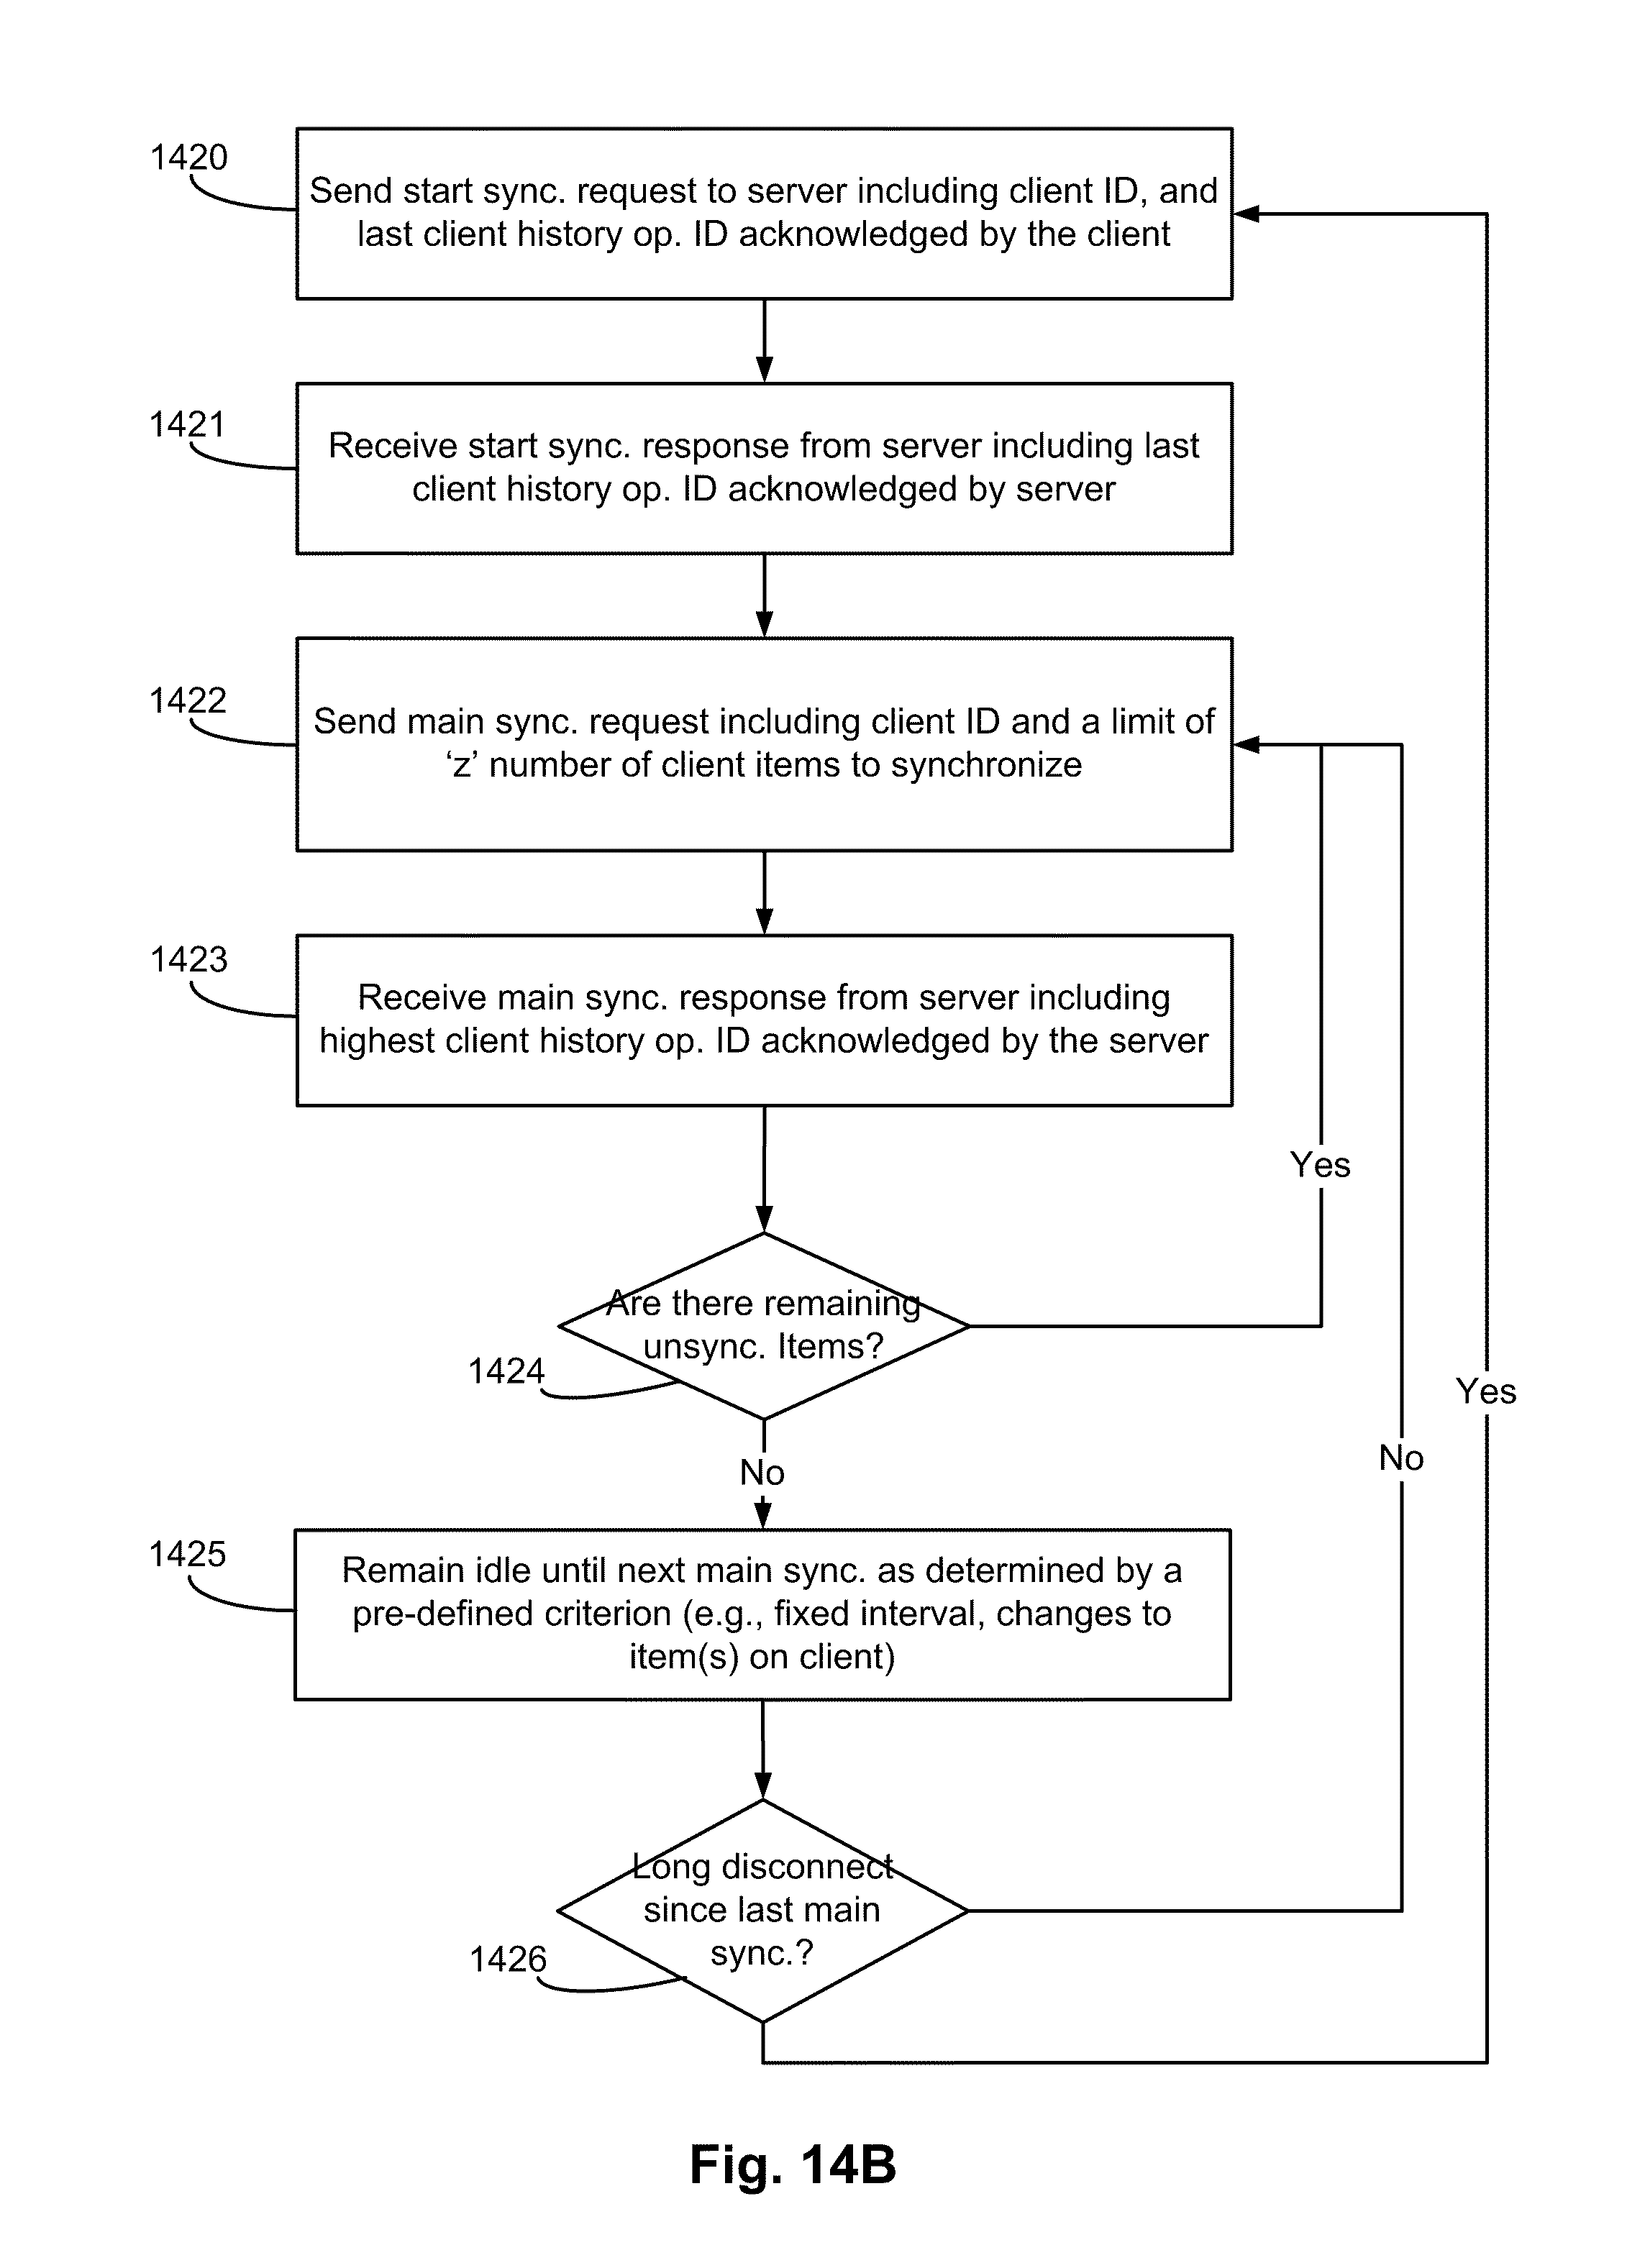 1420
Send start sync. request to server including client ID, and
last client history op. ID acknowledged by the client
1421
Receive start sync. response from server including last
client history op. ID acknowledged by server
1422
Send main sync. request including client ID and a limit of
‘z’ number of client items to synchronize
1423
Receive main sync. response from server including
highest client history op. ID acknowledged by the server
Yes
Are there remaining
unsync. Items?
1424
Yes
No
No
1425
Remain idle until next main sync. as determined by a
pre-defined criterion (e.g., fixed interval, changes to
item(s) on client)
Long disconnect
since last main
sync.?
1426
Fig. 14B